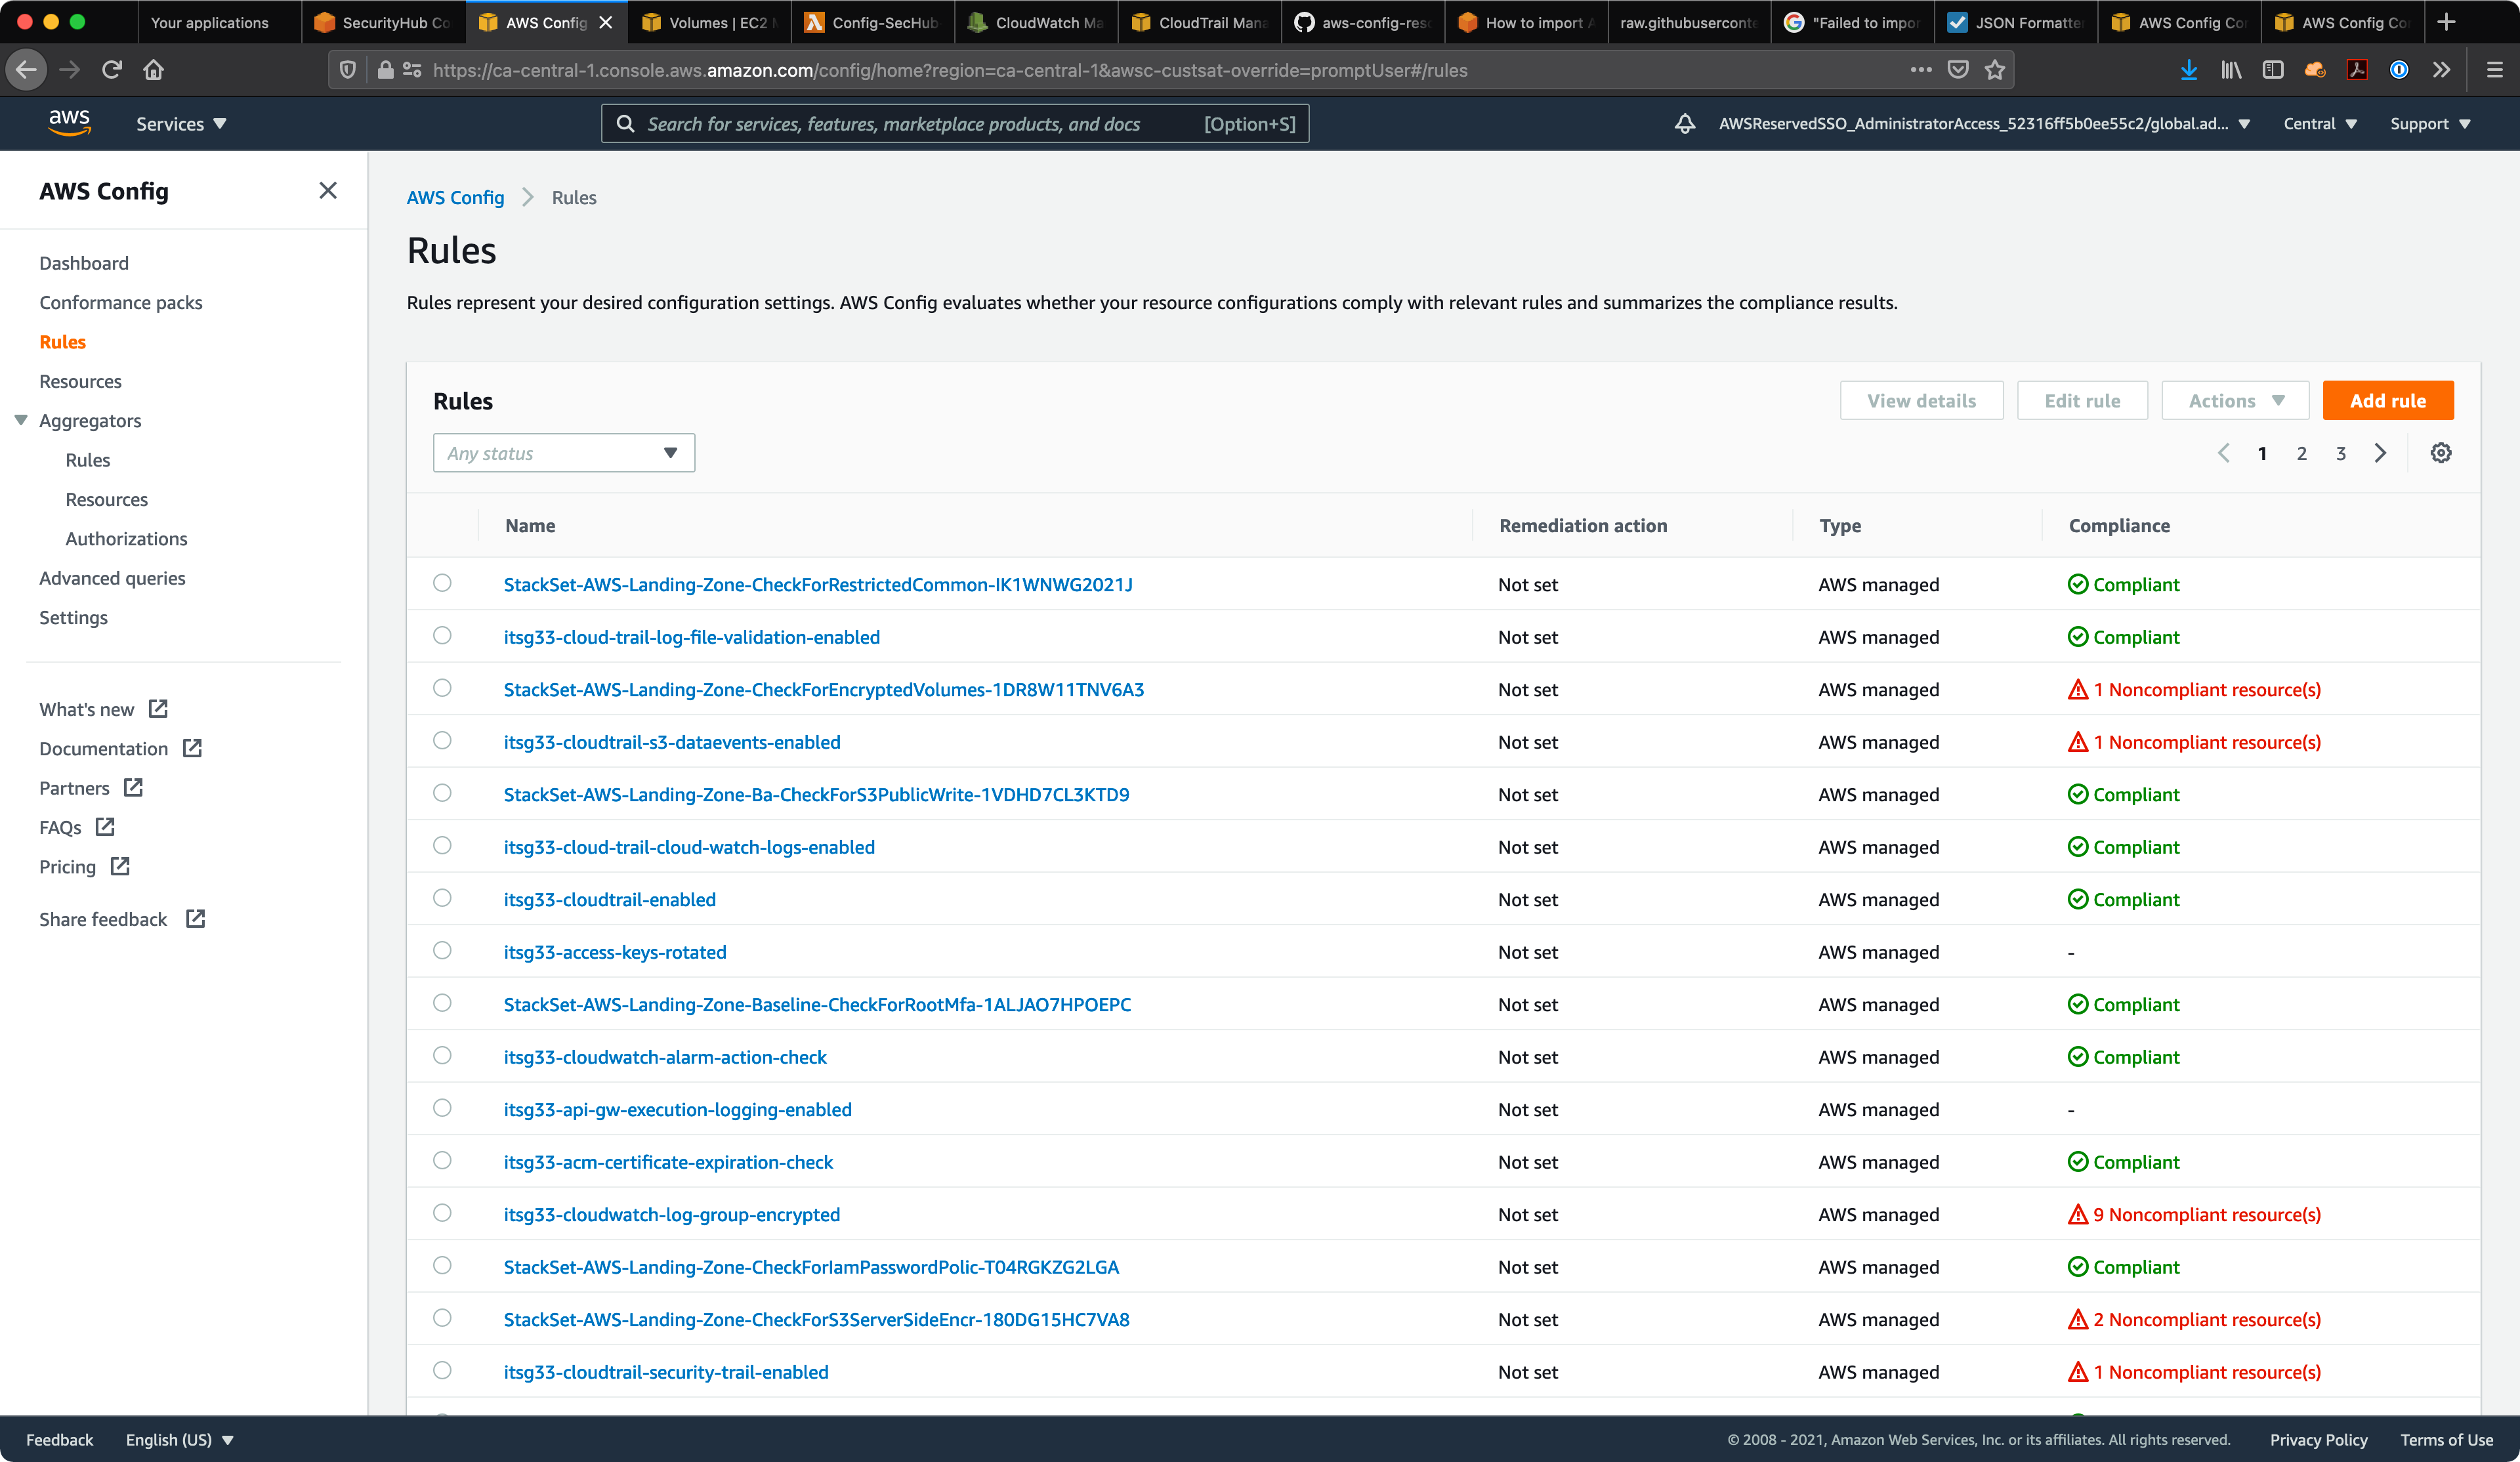 Your applications
SecurityHub Co
AWS Config
Volumes | EC2 M
Config-SecHub
CloudWatch Ma
CloudTrail Mana
aws-config-reso
How to import A
raw.githubuserconte
"Failed to impor
JSON Formatter
AWS Config Co
AWS Config Co
https://ca-central-1.console.aws.amazon.com/config/home?region=ca-central-1&awsc-custsat-override=promptUser#/rules
aws
Services
Search for services, features, marketplace products, and docs [Option+S]
AWSReservedSSO_AdministratorAccess_52316ff5b0ee55c2/global.ad...
Central
Support
AWS Config
Dashboard
Conformance packs
Rules
Resources
Aggregators
Rules
Resources
Authorizations
Advanced queries
Settings
What's new
Documentation
Partners
FAQs
Pricing
Share feedback
AWS Config > Rules
Rules
Rules represent your desired configuration settings. AWS Config evaluates whether your resource configurations comply with relevant rules and summarizes the compliance results.
Rules
View details
Edit rule
Actions
Add rule
Any status
1 2 3
Name Remediation action Type Compliance
StackSet-AWS-Landing-Zone-CheckForRestrictedCommon-IK1WNWG2021J Not set AWS managed Compliant
itsg33-cloud-trail-log-file-validation-enabled Not set AWS managed Compliant
StackSet-AWS-Landing-Zone-CheckForEncryptedVolumes-1DR8W11TNV6A3 Not set AWS managed 1 Noncompliant resource(s)
itsg33-cloudtrail-s3-dataevents-enabled Not set AWS managed 1 Noncompliant resource(s)
StackSet-AWS-Landing-Zone-Ba-CheckForS3PublicWrite-1VDHD7CL3KTD9 Not set AWS managed Compliant
itsg33-cloud-trail-cloud-watch-logs-enabled Not set AWS managed Compliant
itsg33-cloudtrail-enabled Not set AWS managed Compliant
itsg33-access-keys-rotated Not set AWS managed -
StackSet-AWS-Landing-Zone-Baseline-CheckForRootMfa-1ALJAO7HPOEPC Not set AWS managed Compliant
itsg33-cloudwatch-alarm-action-check Not set AWS managed Compliant
itsg33-api-gw-execution-logging-enabled Not set AWS managed -
itsg33-acm-certificate-expiration-check Not set AWS managed Compliant
itsg33-cloudwatch-log-group-encrypted Not set AWS managed 9 Noncompliant resource(s)
StackSet-AWS-Landing-Zone-CheckForIamPasswordPolic-T04RGKZG2LGA Not set AWS managed Compliant
StackSet-AWS-Landing-Zone-CheckForS3ServerSideEncr-180DG15HC7VA8 Not set AWS managed 2 Noncompliant resource(s)
itsg33-cloudtrail-security-trail-enabled Not set AWS managed 1 Noncompliant resource(s)
Feedback
English (US)
© 2008 - 2021, Amazon Web Services, Inc. or its affiliates. All rights reserved.
Privacy Policy
Terms of Use